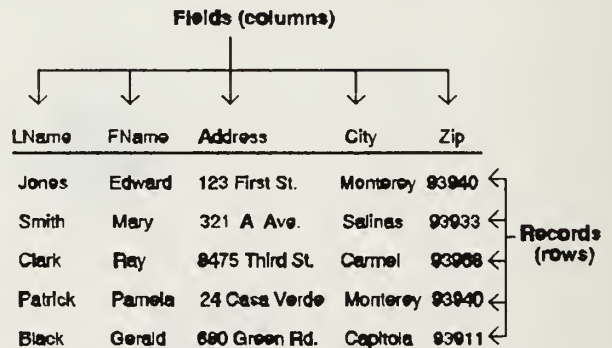 Fields (columns)
LName FName Address City Zip
Jones Edward 123 First St. Monterey 93940
Smith Mary 321 A Ave. Salinas 93933
Clark Ray 8475 Third St. Carmel 93908
Records
(rows)
Patrick Pamela 24 Casa Verde Monterey 93940
Black Gerald 680 Green Rd. Capitola 93911